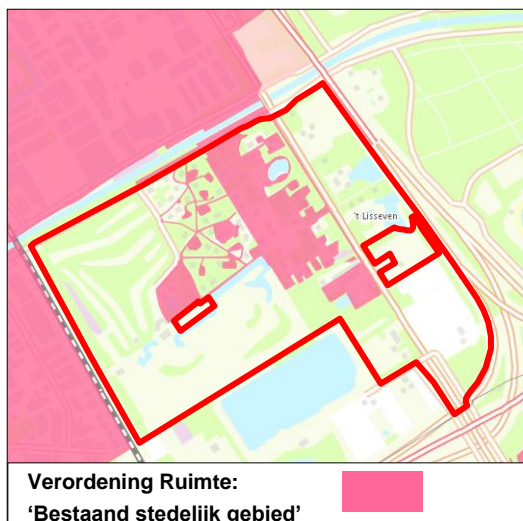 't Lisseven
Verordening Ruimte:
‘Bestaand stedelijk gebied’